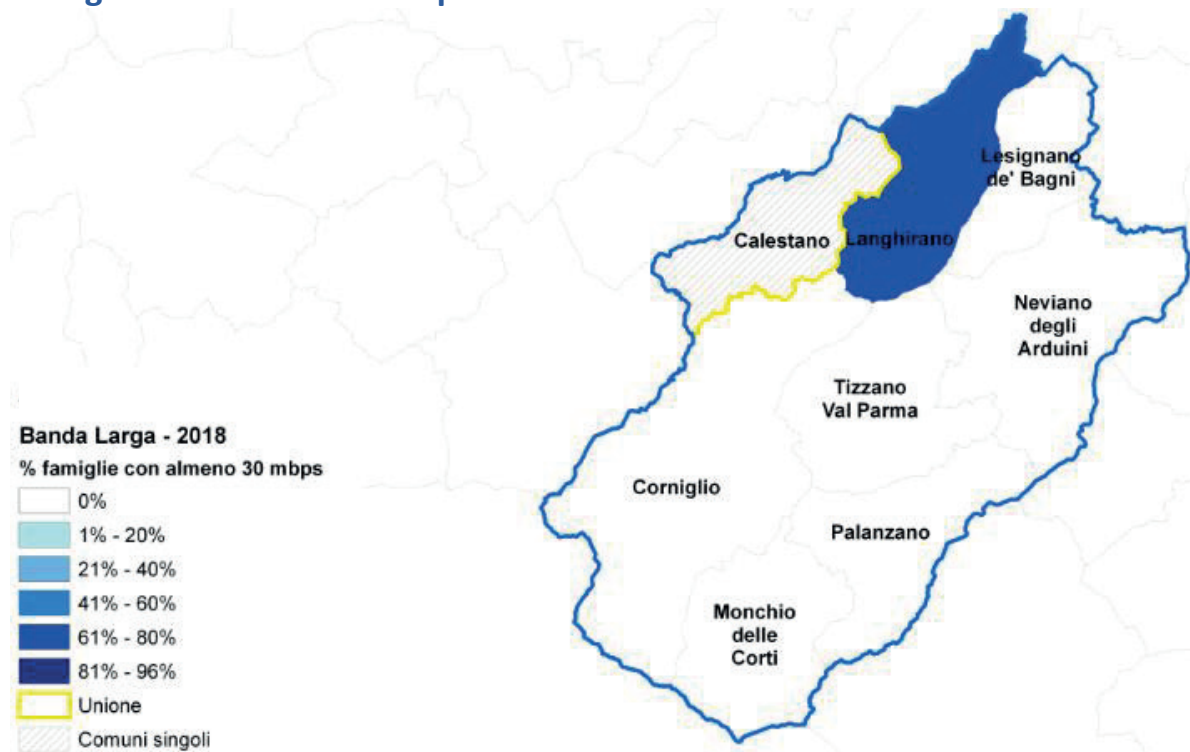 Lesignano
de' Bagni
Calestano
Langhirano
Neviano
degli
Arduini
Tizzano
Val Parma
Corniglio
Palanzano
Monchio
delle
Corti
Banda Larga - 2018
% famiglie con almeno 30 mbps
0%
1% - 20%
21% - 40%
41% - 60%
61% - 80%
81% - 96%
Unione
Comuni singoli